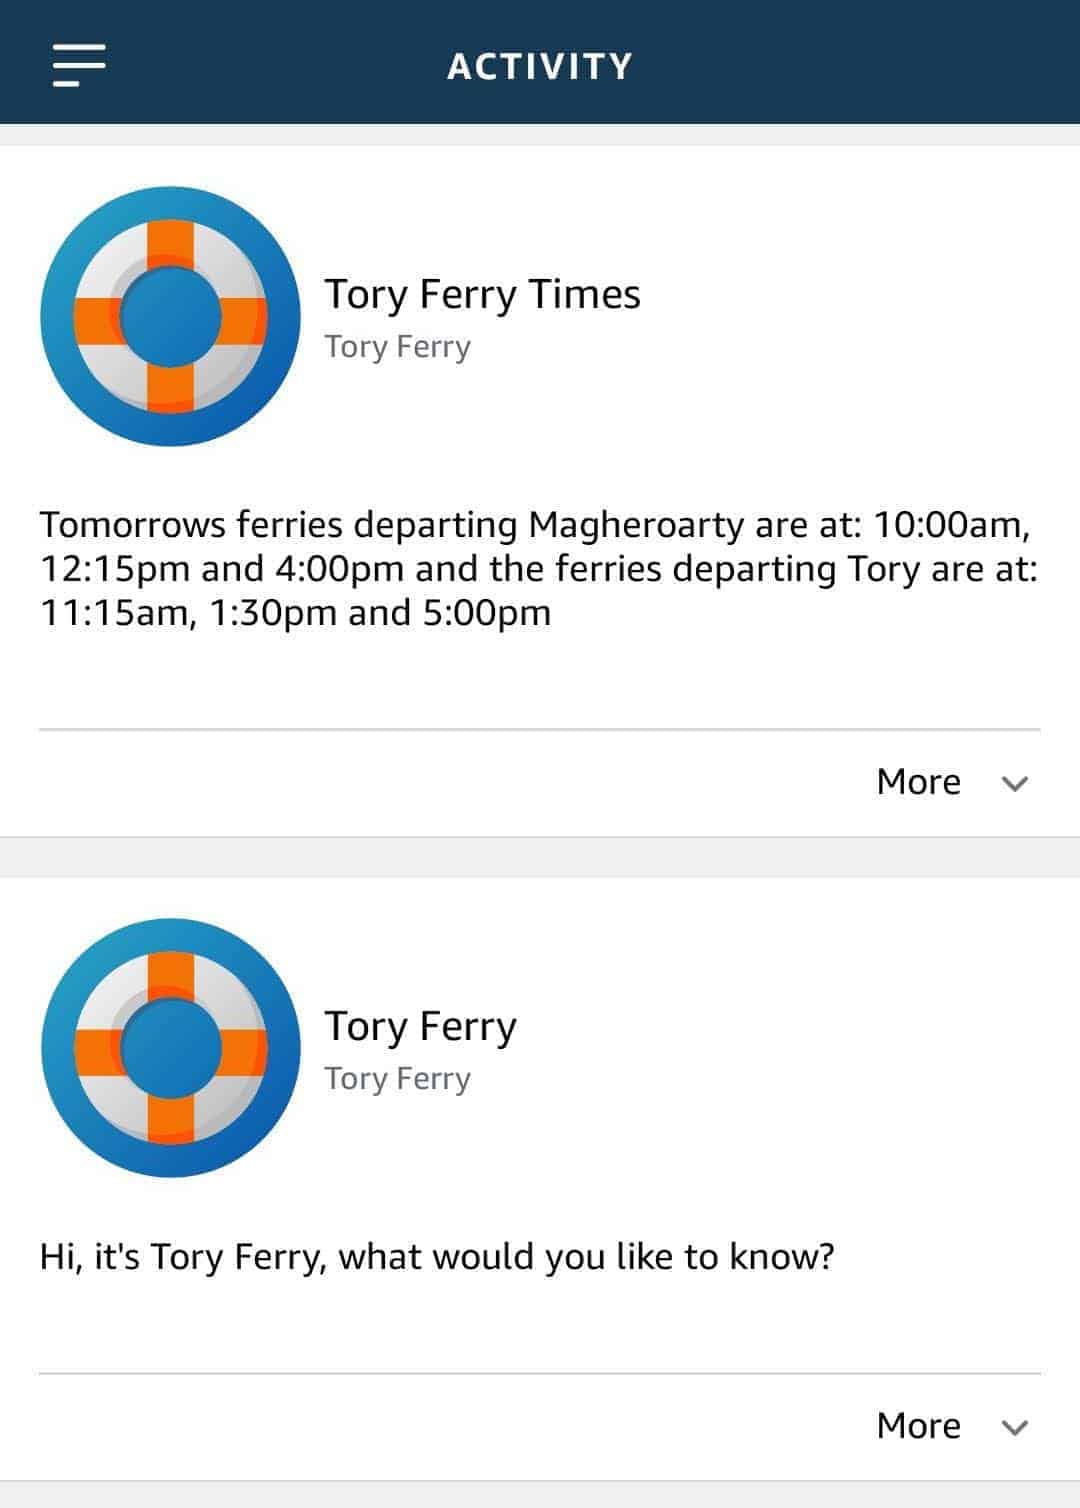 ACTIVITY
Tory Ferry Times
Tory Ferry
Tomorrows ferries departing Magheroarty are at: 10:00am,
12:15pm and 4:00pm and the ferries departing Tory are at:
11:15am, 1:30pm and 5:00pm
More
Tory Ferry
Tory Ferry
Hi, it's Tory Ferry, what would you like to know?
More